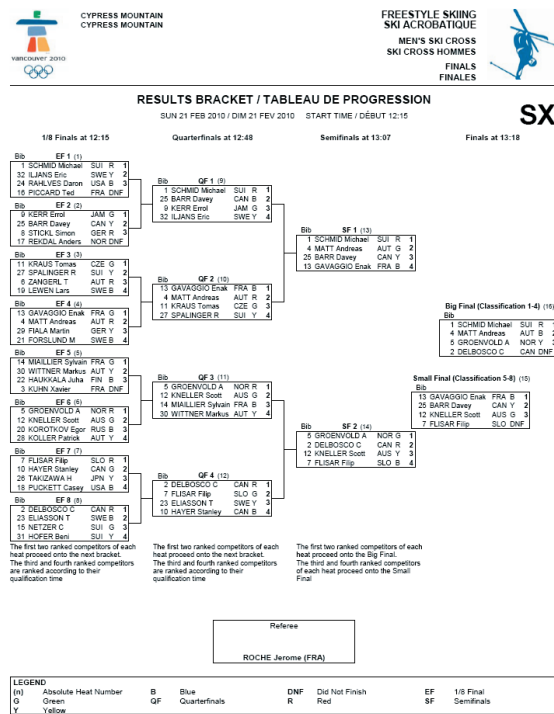 CYPRESS MOUNTAIN
CYPRESS MOUNTAIN
FREESTYLE SKIING
SKI ACROBATIQUE
MEN'S SKI CROSS
SKI CROSS HOMMES
FINALS
FINALES
vancouver 2010
RESULTS BRACKET / TABLEAU DE PROGRESSION
SUN 21 FEB 2010 / DIM 21 FEV 2010 START TIME / DÉBUT 12:15
SX
1/8 Finals at 12:15
Quarterfinals at 12:48
Semifinals at 13:07
Finals at 13:18
Bib EF 1 (1)
1 SCHMID Michael SUI R 1
32 ILJANS Eric SWE Y 2
24 RAHLVES Daron USA B 3
16 PICCARD Ted FRA DNF
Bib EF 2 (2)
9 KERR Errol JAM G 1
25 BARR Davey CAN Y 2
8 STICKL Simon GER R 3
17 REKDAL Anders NOR DNF
Bib EF 3 (3)
11 KRAUS Tomas CZE G 1
27 SPALINGER R SUI Y 2
6 ZANGERL T AUT R 3
19 LEWEN Lars SWE B 4
Bib EF 4 (4)
13 GAVAGGIO Enak FRA G 1
4 MATT Andreas AUT R 2
29 FIALA Martin GER Y 3
21 FORSLUND M SWE B 4
Bib EF 5 (5)
14 MIAILLIER Sylvain FRA G 1
30 WITTNER Markus AUT Y 2
22 HAUKKALA Juha FIN B 3
3 KUHN Xavier FRA DNF
Bib EF 6 (6)
5 GROENVOLD A NOR R 1
12 KNELLER Scott AUS G 2
20 KOROTKOV Egor RUS B 3
28 KOLLER Patrick AUT Y 4
Bib EF 7 (7)
7 FLISAR Filip SLO R 1
10 HAYER Stanley CAN G 2
26 TAKIZAWA H JPN Y 3
18 PUCKETT Casey USA B 4
Bib EF 8 (8)
2 DELBOSCO C CAN R 1
23 ELIASSON T SWE B 2
15 NETZER C SUI G 3
31 HOFER Beni SUI Y 4
Bib QF 1 (9)
1 SCHMID Michael SUI R 1
25 BARR Davey CAN B 2
9 KERR Errol JAM G 3
32 ILJANS Eric SWE Y 4
Bib QF 2 (10)
13 GAVAGGIO Enak FRA B 1
4 MATT Andreas AUT R 2
11 KRAUS Tomas CZE G 3
27 SPALINGER R SUI Y 4
Bib QF 3 (11)
5 GROENVOLD A NOR R 1
12 KNELLER Scott AUS G 2
14 MIAILLIER Sylvain FRA B 3
30 WITTNER Markus AUT Y 4
Bib QF 4 (12)
2 DELBOSCO C CAN R 1
7 FLISAR Filip SLO G 2
23 ELIASSON T SWE Y 3
10 HAYER Stanley CAN B 4
Bib SF 1 (13)
1 SCHMID Michael SUI R 1
4 MATT Andreas AUT G 2
25 BARR Davey CAN Y 3
13 GAVAGGIO Enak FRA B 4
Bib SF 2 (14)
5 GROENVOLD A NOR G 1
2 DELBOSCO C CAN R 2
12 KNELLER Scott AUS Y 3
7 FLISAR Filip SLO B 4
Big Final (Classification 1-4) (16)
Bib
1 SCHMID Michael SUI R 1
4 MATT Andreas AUT B 2
5 GROENVOLD A NOR Y 3
2 DELBOSCO C CAN DNF
Small Final (Classification 5-8) (15)
Bib
13 GAVAGGIO Enak FRA B 1
25 BARR Davey CAN Y 2
12 KNELLER Scott AUS G 3
7 FLISAR Filip SLO DNF
The first two ranked competitors of each
heat proceed onto the next bracket.
The third and fourth ranked competitors
are ranked according to their
qualification time
The first two ranked competitors of each
heat proceed onto the next bracket.
The third and fourth ranked competitors
are ranked according to their
qualification time
The first two ranked competitors of each
heat proceed onto the Big Final.
The third and fourth ranked competitors
of each heat proceed onto the Small
Final
Referee
ROCHE Jerome (FRA)
LEGEND
(n) Absolute Heat Number B Blue DNF Did Not Finish EF 1/8 Final
G Green QF Quarterfinals R Red SF Semifinals
Y Yellow